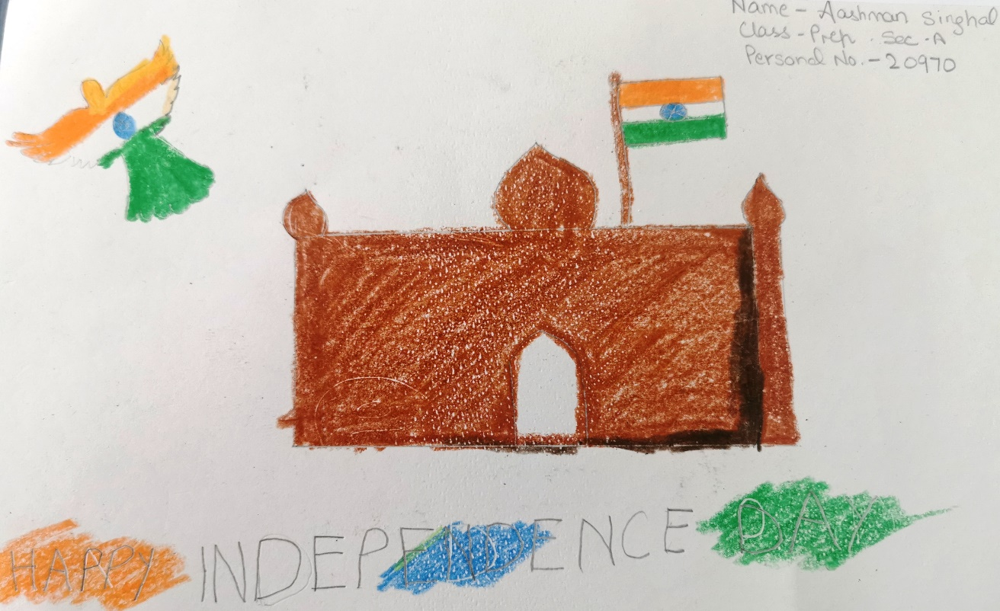 Name - Aashman Singhal
Class - Prep . Sec - A
Personal No. - 20970
HAPPY INDEPENDENCE DAY